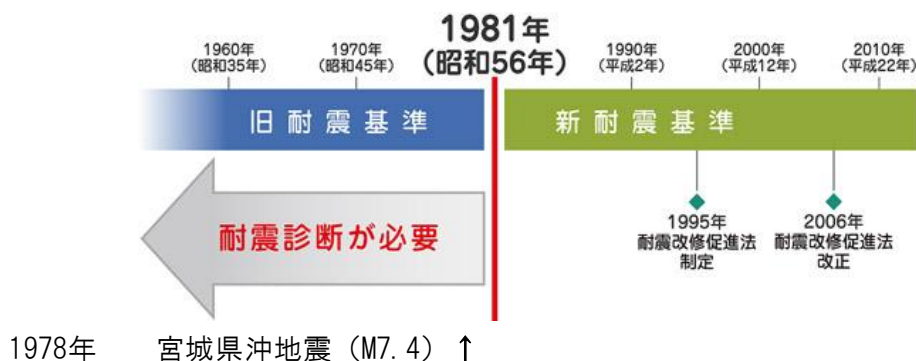 1981年
(昭和56年)
1960年
(昭和35年)
1970年
(昭和45年)
1990年
(平成2年)
2000年
(平成12年)
2010年
(平成22年)
旧耐震基準
新耐震基準
耐震診断が必要
1995年
耐震改修促進法
制定
2006年
耐震改修促進法
改正
1978年 宮城県沖地震（M7.4）↑